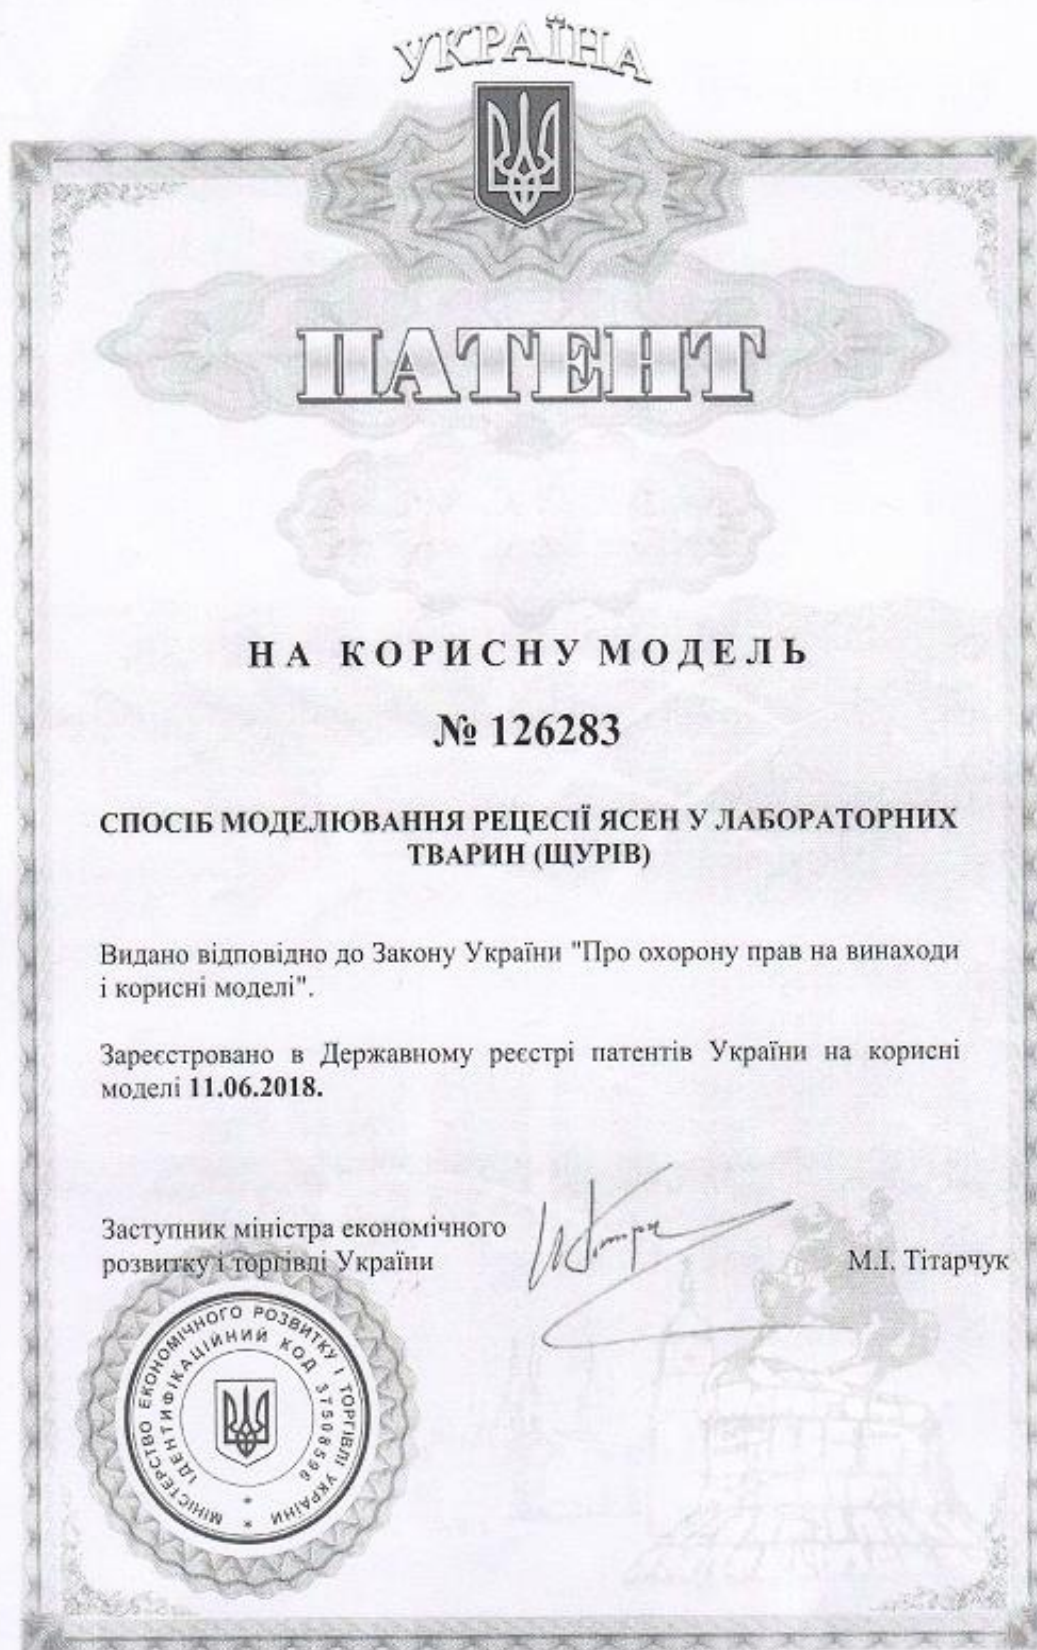 УКРАЇНА
ПАТЕНТ
НА КОРИСНУ МОДЕЛЬ
№ 126283
СПОСІБ МОДЕЛЮВАННЯ РЕЦЕСІЇ ЯСЕН У ЛАБОРАТОРНИХ
ТВАРИН (ЩУРІВ)
Видано відповідно до Закону України "Про охорону прав на винаходи
і корисні моделі".
Зареєстровано в Державному реєстрі патентів України на корисні
моделі 11.06.2018.
Заступник міністра економічного
розвитку і торгівлі України
М.І. Тітарчук
МІНІСТЕРСТВО ЕКОНОМІЧНОГО РОЗВИТКУ І ТОРГІВЛІ УКРАЇНИ *
ІДЕНТИФІКАЦІЙНИЙ КОД 37508596 *